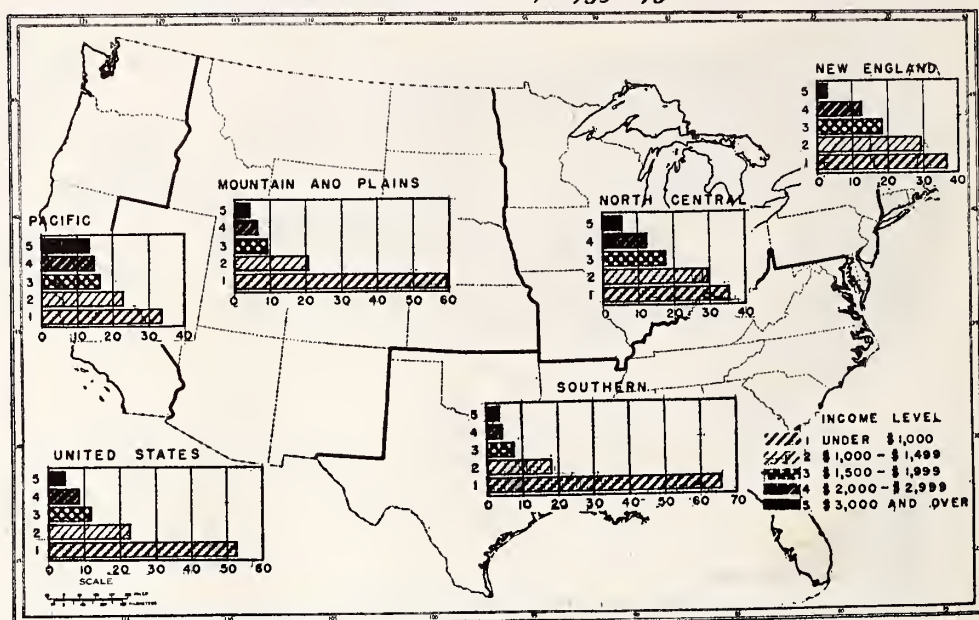 NEW ENGLAND
5
4
3
2
1
0 10 20 30 40
MOUNTAIN AND PLAINS
5
4
3
2
1
0 10 20 30 40 50 60
NORTH CENTRAL
5
4
3
2
1
0 10 20 30 40
PACIFIC
5
4
3
2
1
0 10 20 30 40
SOUTHERN
5
4
3
2
1
0 10 20 30 40 50 60 70
INCOME LEVEL
1 UNDER $1,000
2 $1,000 - $1,499
3 $1,500 - $1,999
4 $2,000 - $2,999
5 $3,000 AND OVER
UNITED STATES
5
4
3
2
1
0 10 20 30 40 50 60
SCALE